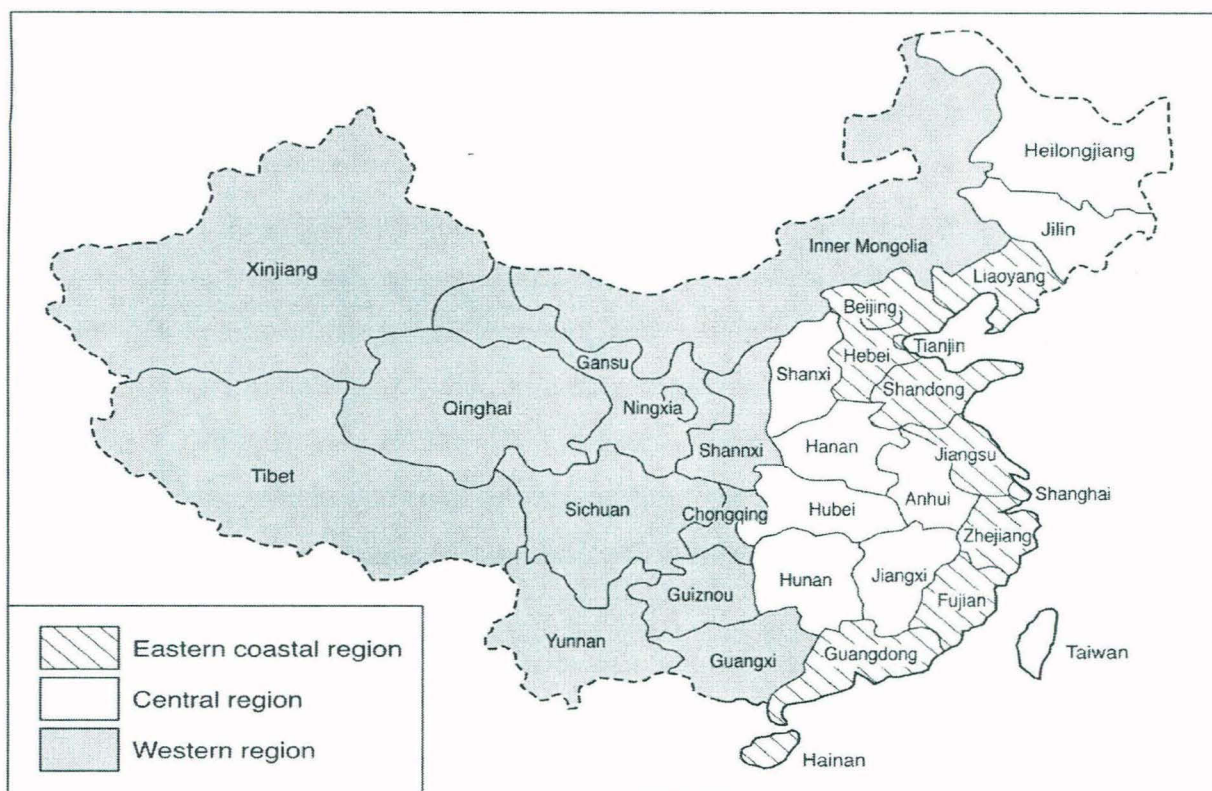 Heilongjiang
Jilin
Inner Mongolia
Liaoyang
Xinjiang
Beijing
Tianjin
Hebei
Gansu
Shanxi
Shandong
Qinghai
Ningxia
Hanan
Shannxi
Jiangsu
Tibet
Shanghai
Sichuan
Chongqing
Hubei
Anhui
Zhejiang
Hunan
Jiangxi
Guiznou
Fujian
Yunnan
Guangxi
Guangdong
Taiwan
Hainan
Eastern coastal region
Central region
Western region